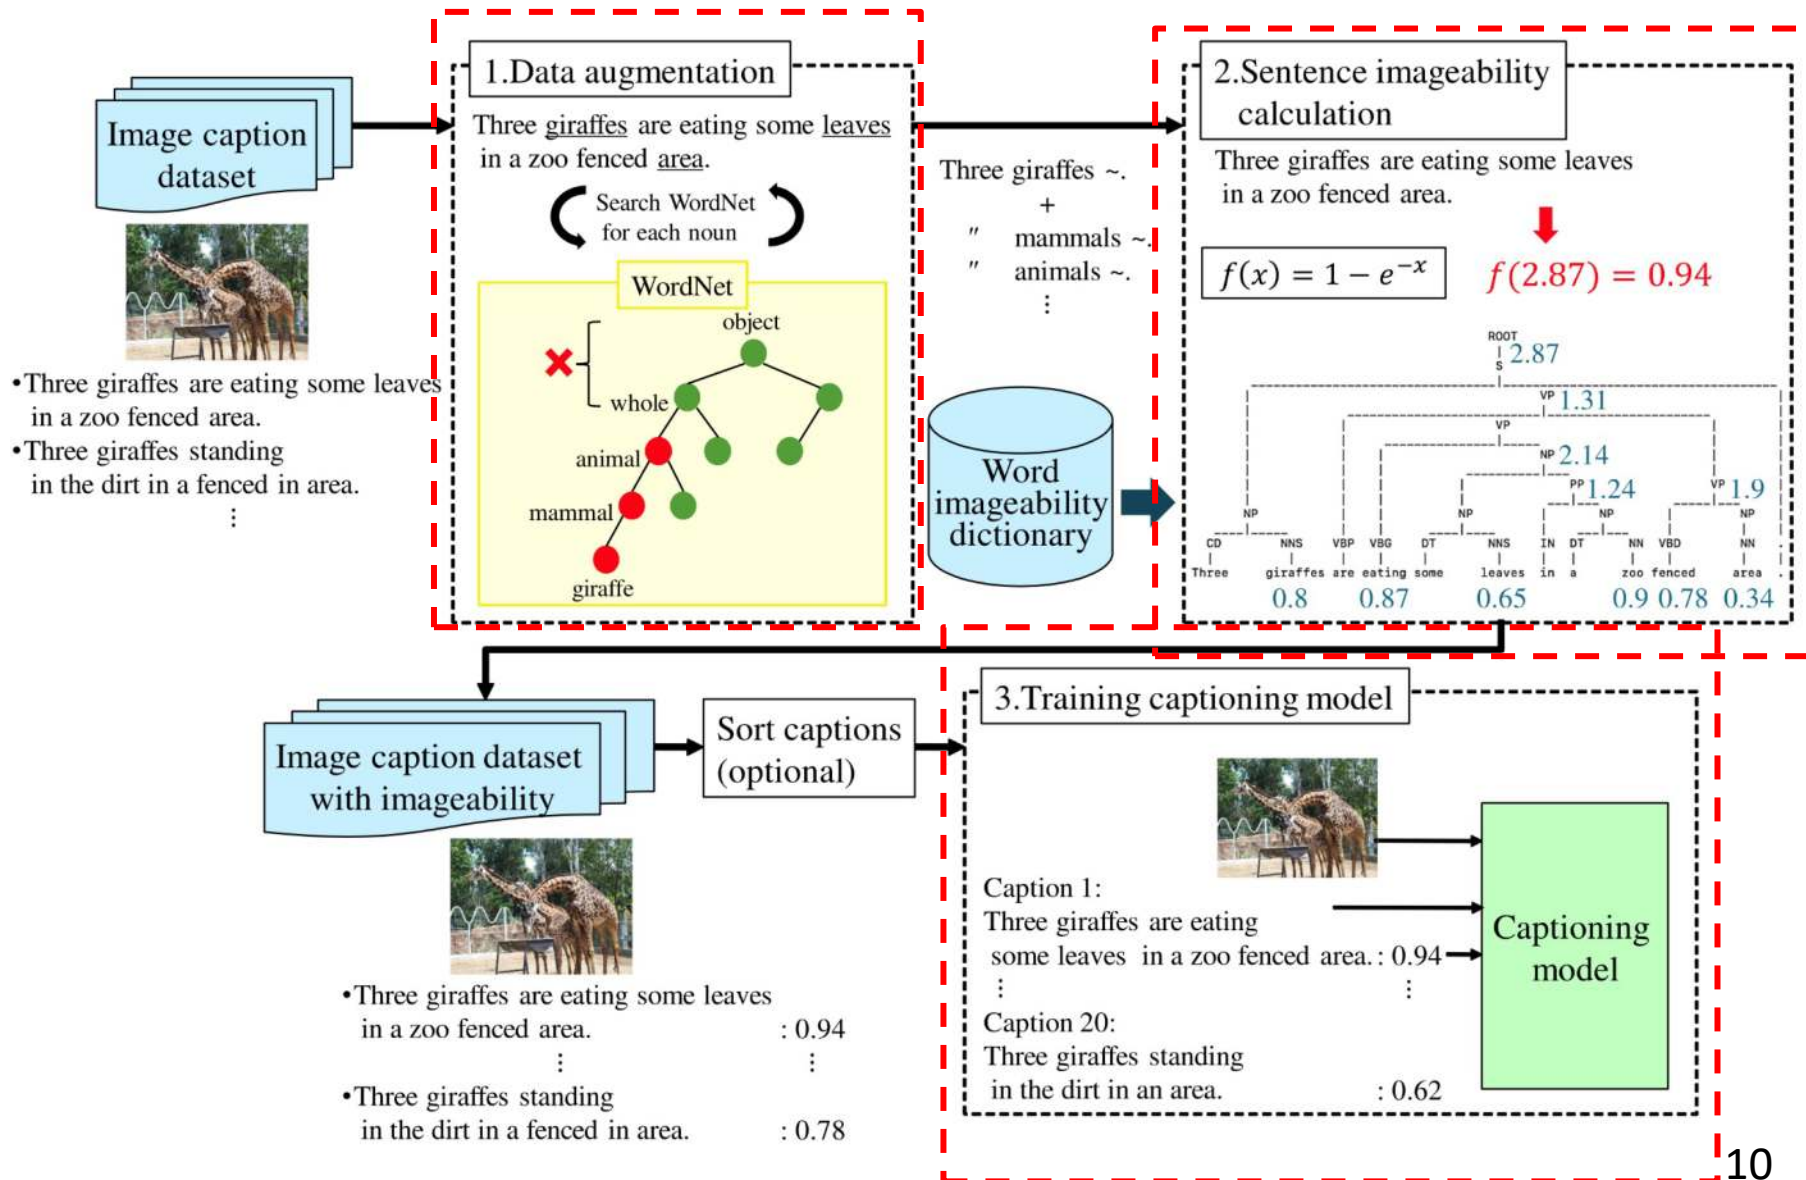 Image caption
dataset
•Three giraffes are eating some leaves
in a zoo fenced area.
•Three giraffes standing
in the dirt in a fenced in area.
⋮
1.Data augmentation
Three giraffes are eating some leaves
in a zoo fenced area.
Search WordNet
for each noun
WordNet
object
whole
animal
mammal
giraffe
Three giraffes ~.
+
" mammals ~.
" animals ~.
⋮
Word
imageability
dictionary
2.Sentence imageability
calculation
Three giraffes are eating some leaves
in a zoo fenced area.
f(x) = 1 − e^{−x}
f(2.87) = 0.94
ROOT
2.87
S
VP 1.31
VP
NP 2.14
PP 1.24 VP 1.9
NP NP NP NP
CD NNS VBP VBG DT NNS IN DT NN VBD NN .
Three giraffes are eating some leaves in a zoo fenced area .
0.8 0.87 0.65 0.9 0.78 0.34
Image caption dataset
with imageability
Sort captions
(optional)
•Three giraffes are eating some leaves
in a zoo fenced area. : 0.94
⋮ ⋮
•Three giraffes standing
in the dirt in a fenced in area. : 0.78
3.Training captioning model
Caption 1:
Three giraffes are eating
some leaves in a zoo fenced area. : 0.94
⋮ ⋮
Caption 20:
Three giraffes standing
in the dirt in an area. : 0.62
Captioning
model
10